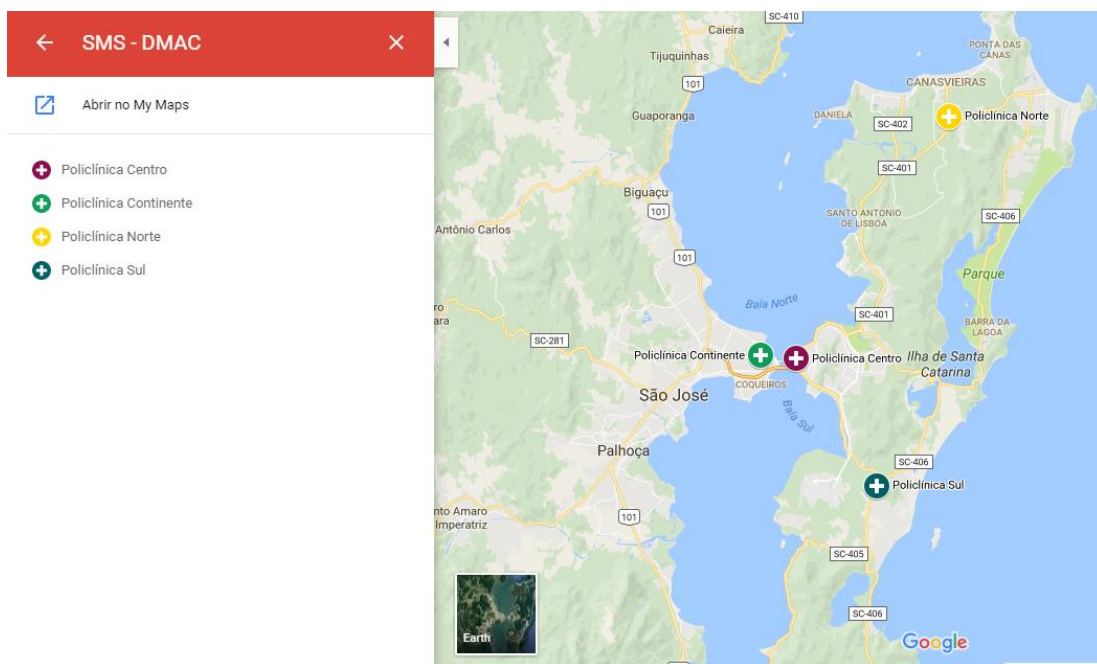 SMS - DMAC
Abrir no My Maps
Policlínica Centro
Policlínica Continente
Policlínica Norte
Policlínica Sul
SC-410
Caieira
Tijuquinhas
PONTA DAS
CANAS
101
CANASVIEIRAS
Guaporanga
DANIELA
SC-402
Policlínica Norte
SC-401
Biguaçu
101
SANTO ANTONIO
DE LISBOA
SC-406
Antônio Carlos
101
Parque
Baía Norte
ro
ara
SC-401
BARRA DA
LAGOA
SC-281
Policlínica Continente
Policlínica Centro
Ilha de Santa
Catarina
COQUEIROS
São José
Baía Sul
Palhoça
SC-406
Policlínica Sul
nto Amaro
Imperatriz
101
SC-405
SC-406
Earth
Google